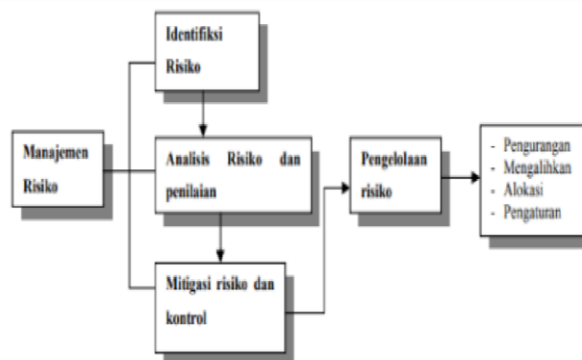 Identifiksi
Risiko
Manajemen
Risiko
Analisis Risiko dan
penilaian
Mitigasi risiko dan
kontrol
Pengelolaan
risiko
- Pengurangan
- Mengalihkan
- Alokasi
- Pengaturan